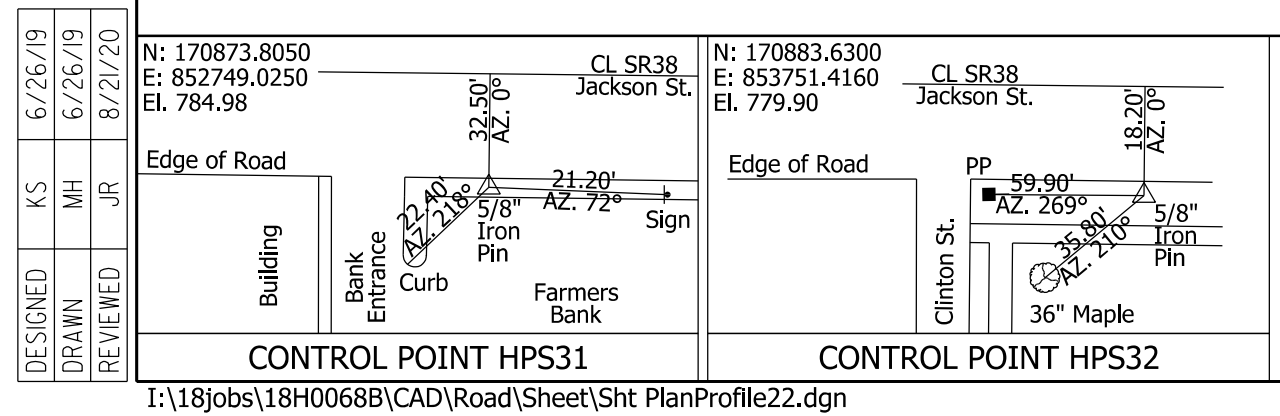 DESIGNED KS 6/26/19
DRAWN MH 6/26/19
REVIEWED JR 8/21/20
N: 170873.8050
E: 852749.0250
El. 784.98
CL SR38
Jackson St.
32.50'
AZ. 0°
Edge of Road
21.20'
AZ. 72°
Sign
22.40'
AZ. 218°
5/8"
Iron
Pin
Building
Bank
Entrance
Curb
Farmers
Bank
CONTROL POINT HPS31
N: 170883.6300
E: 853751.4160
El. 779.90
CL SR38
Jackson St.
18.20'
AZ. 0°
Edge of Road
PP
59.90'
AZ. 269°
5/8"
Iron
Pin
35.80'
AZ. 210°
Clinton St.
36" Maple
CONTROL POINT HPS32
I:\18jobs\18H0068B\CAD\Road\Sheet\Sht PlanProfile22.dgn